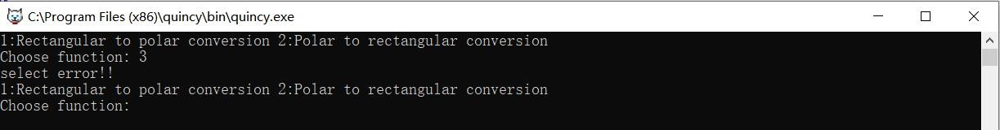 C:\Program Files (x86)\quincy\bin\quincy.exe
1:Rectangular to polar conversion 2:Polar to rectangular conversion
Choose function: 3
select error!!
1:Rectangular to polar conversion 2:Polar to rectangular conversion
Choose function: